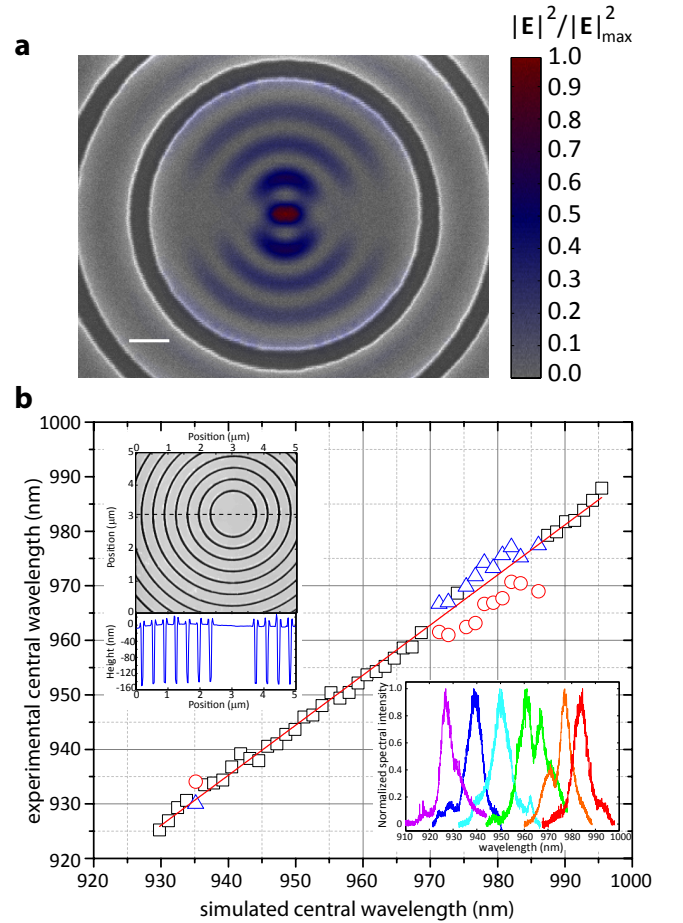 |E|²/|E|²max
a
1.0
0.9
0.8
0.7
0.6
0.5
0.4
0.3
0.2
0.1
0.0
b
experimental central wavelength (nm)
1000
990
980
970
960
950
940
930
920
920 930 940 950 960 970 980 990 1000
simulated central wavelength (nm)
Position (μm)
0 1 2 3 4 5
Position (μm)
5
4
3
2
1
0
Height (nm)
0
-40
-80
-120
-160
0 1 2 3 4 5
Position (μm)
Normalized spectral intensity
1.0
0.8
0.6
0.4
0.2
0
910 920 930 940 950 960 970 980 990 1000
wavelength (nm)